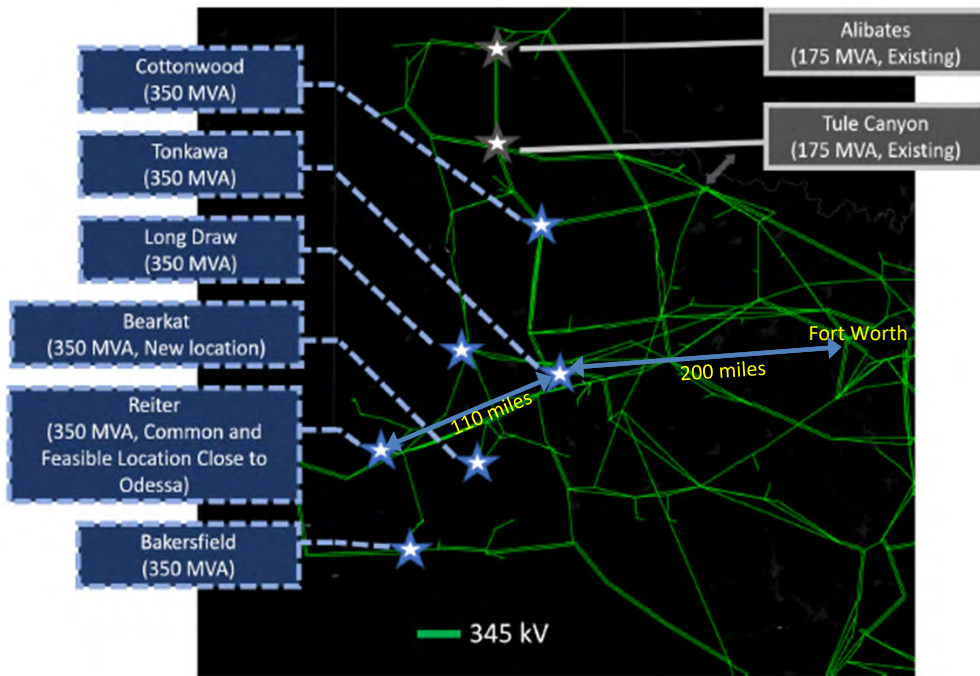 Cottonwood
(350 MVA)
Tonkawa
(350 MVA)
Long Draw
(350 MVA)
Bearkat
(350 MVA, New location)
Reiter
(350 MVA, Common and
Feasible Location Close to
Odessa)
Bakersfield
(350 MVA)
Alibates
(175 MVA, Existing)
Tule Canyon
(175 MVA, Existing)
Fort Worth
200 miles
110 miles
345 kV